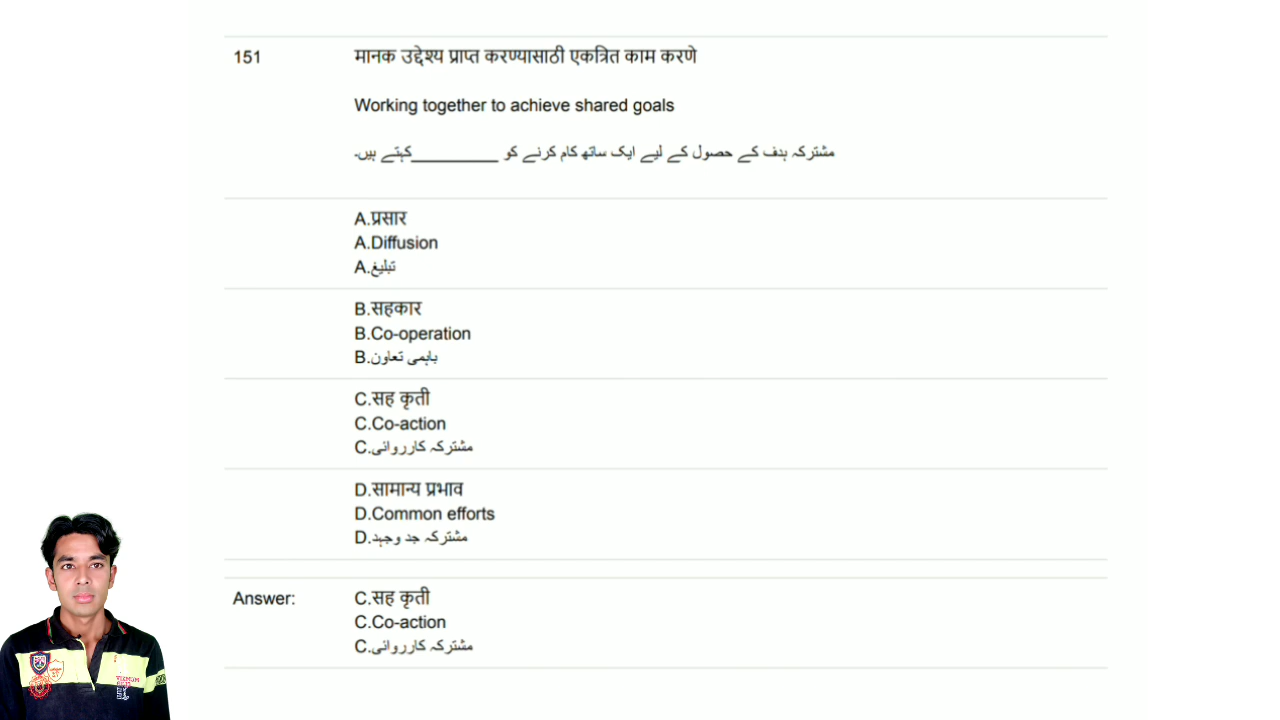 151 मानक उद्देश्य प्राप्त करण्यासाठी एकत्रित काम करणे
Working together to achieve shared goals
مشترکہ ہدف کے حصول کے لیے ایک ساتھ کام کرنے کو __________کہتے ہیں۔
A.प्रसार
A.Diffusion
A.تبلیغ
B.सहकार
B.Co-operation
B.باہمی تعاون
C.सह कृती
C.Co-action
C.مشترکہ کارروائی
D.सामान्य प्रभाव
D.Common efforts
D.مشترکہ جد وجہد
Answer: C.सह कृती
C.Co-action
C.مشترکہ کارروائی